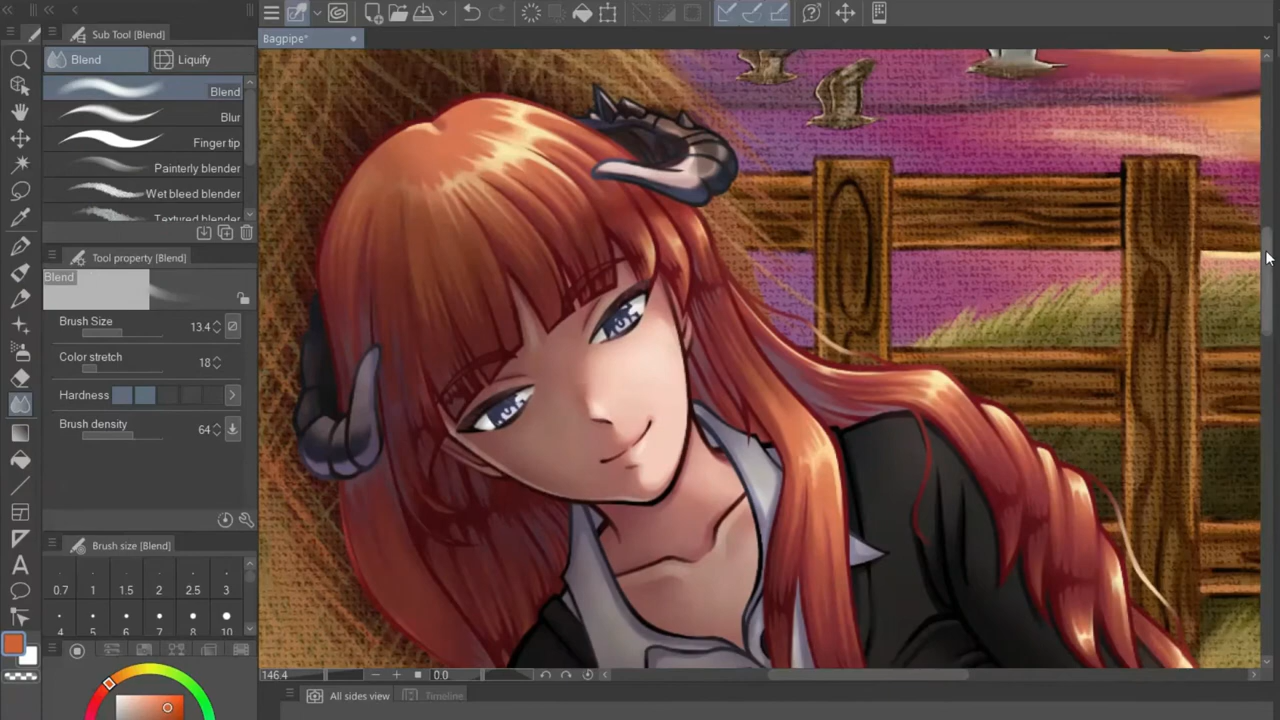 Sub Tool [Blend]
Blend
Liquify
Blend
Blur
Finger tip
Painterly blender
Wet bleed blender
Textured blender
Tool property [Blend]
Blend
Brush Size
13.4
Color stretch
18
Hardness
Brush density
64
Brush size [Blend]
0.7 1 1.5 2 2.5 3
4 5 6 7 8 10
Bagpipe*
146.4
0.0
All sides view
Timeline